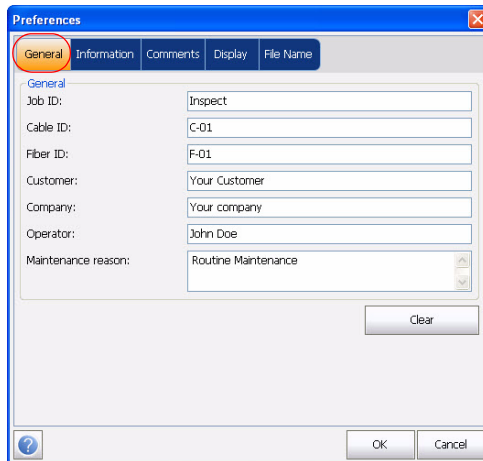 Preferences
General Information Comments Display File Name
General
Job ID: Inspect
Cable ID: C-01
Fiber ID: F-01
Customer: Your Customer
Company: Your company
Operator: John Doe
Maintenance reason: Routine Maintenance
Clear
? OK Cancel